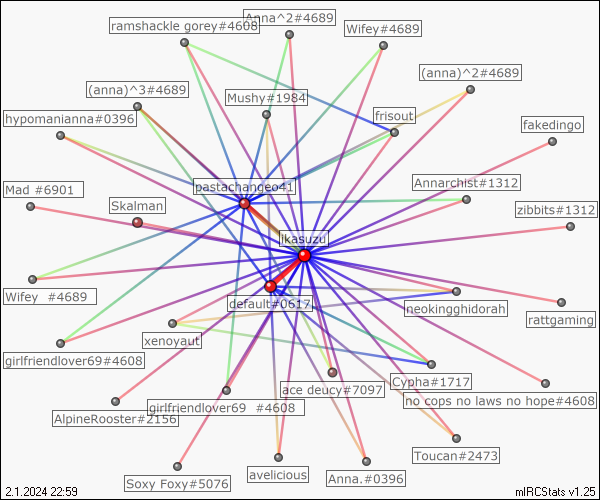 ramshackle gorey#4608
Anna^2#4689
Wifey#4689
(anna)^2#4689
(anna)^3#4689
Mushy#1984
hypomanianna#0396
frisout
fakedingo
pastachangeo41
Annarchist#1312
Mad #6901
Skalman
zibbits#1312
ikasuzu
Wifey #4689
default#0617
neokingghidorah
rattgaming
xenoyaut
girlfriendlover69#4608
ace deucy#7097
Cypha#1717
no cops no laws no hope#4608
girlfriendlover69 #4608
AlpineRooster#2156
Toucan#2473
Soxy Foxy#5076
avelicious
Anna.#0396
2.1.2024 22:59
mIRCStats v1.25